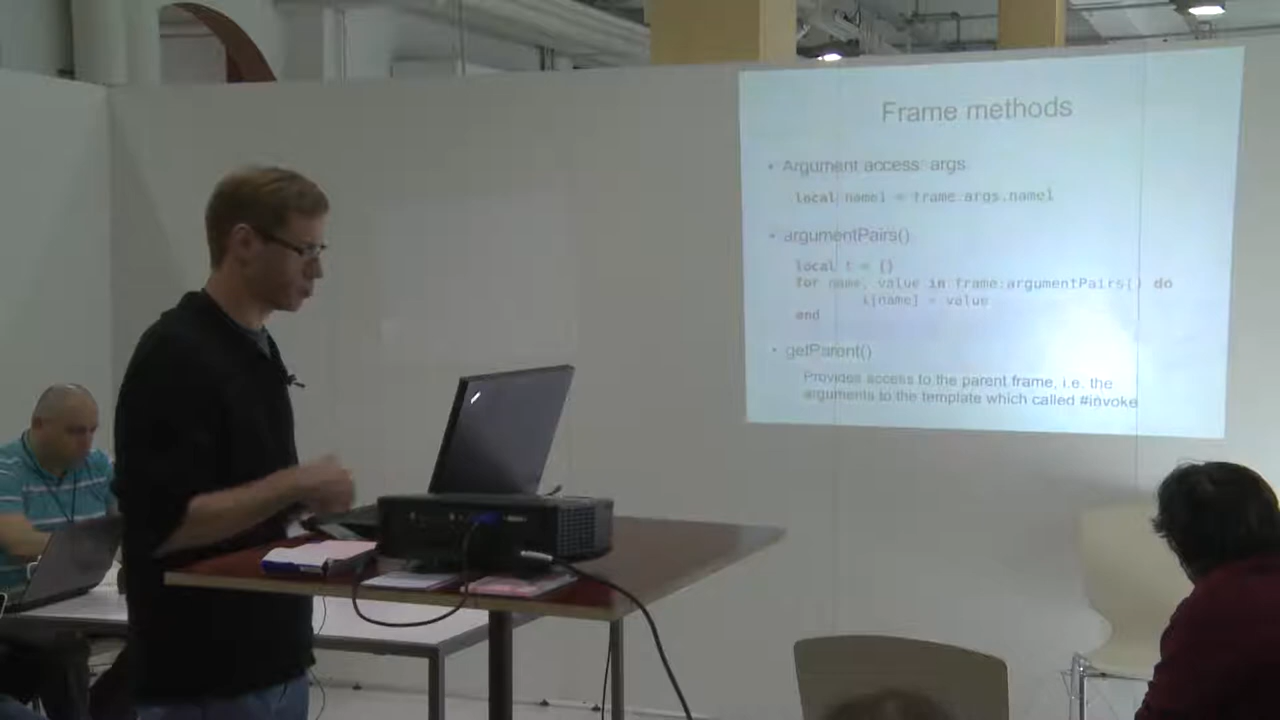 Frame methods
• Argument access: args
local name1 = frame.args.name1
• argumentPairs()
local t = {}
for name, value in frame:argumentPairs() do
t[name] = value
end
• getParent()
Provides access to the parent frame, i.e. the
arguments to the template which called #invoke